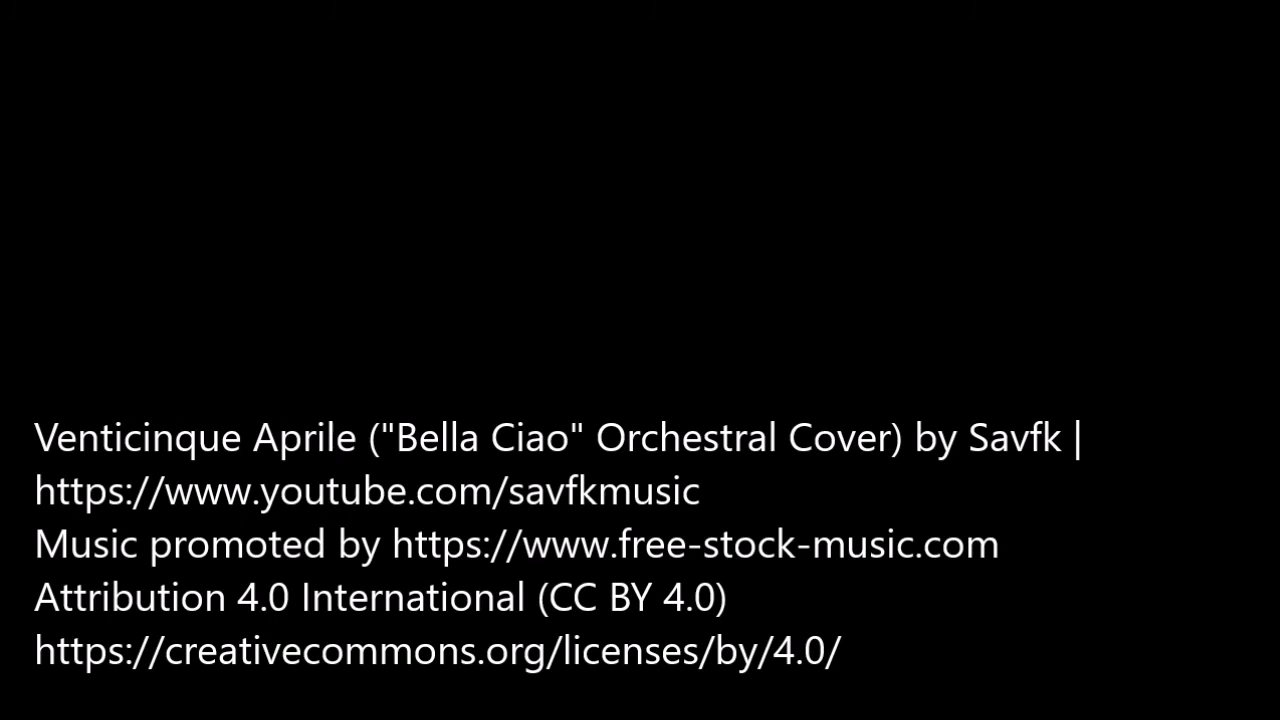 Venticinque Aprile ("Bella Ciao" Orchestral Cover) by Savfk |
https://www.youtube.com/savfkmusic
Music promoted by https://www.free-stock-music.com
Attribution 4.0 International (CC BY 4.0)
https://creativecommons.org/licenses/by/4.0/